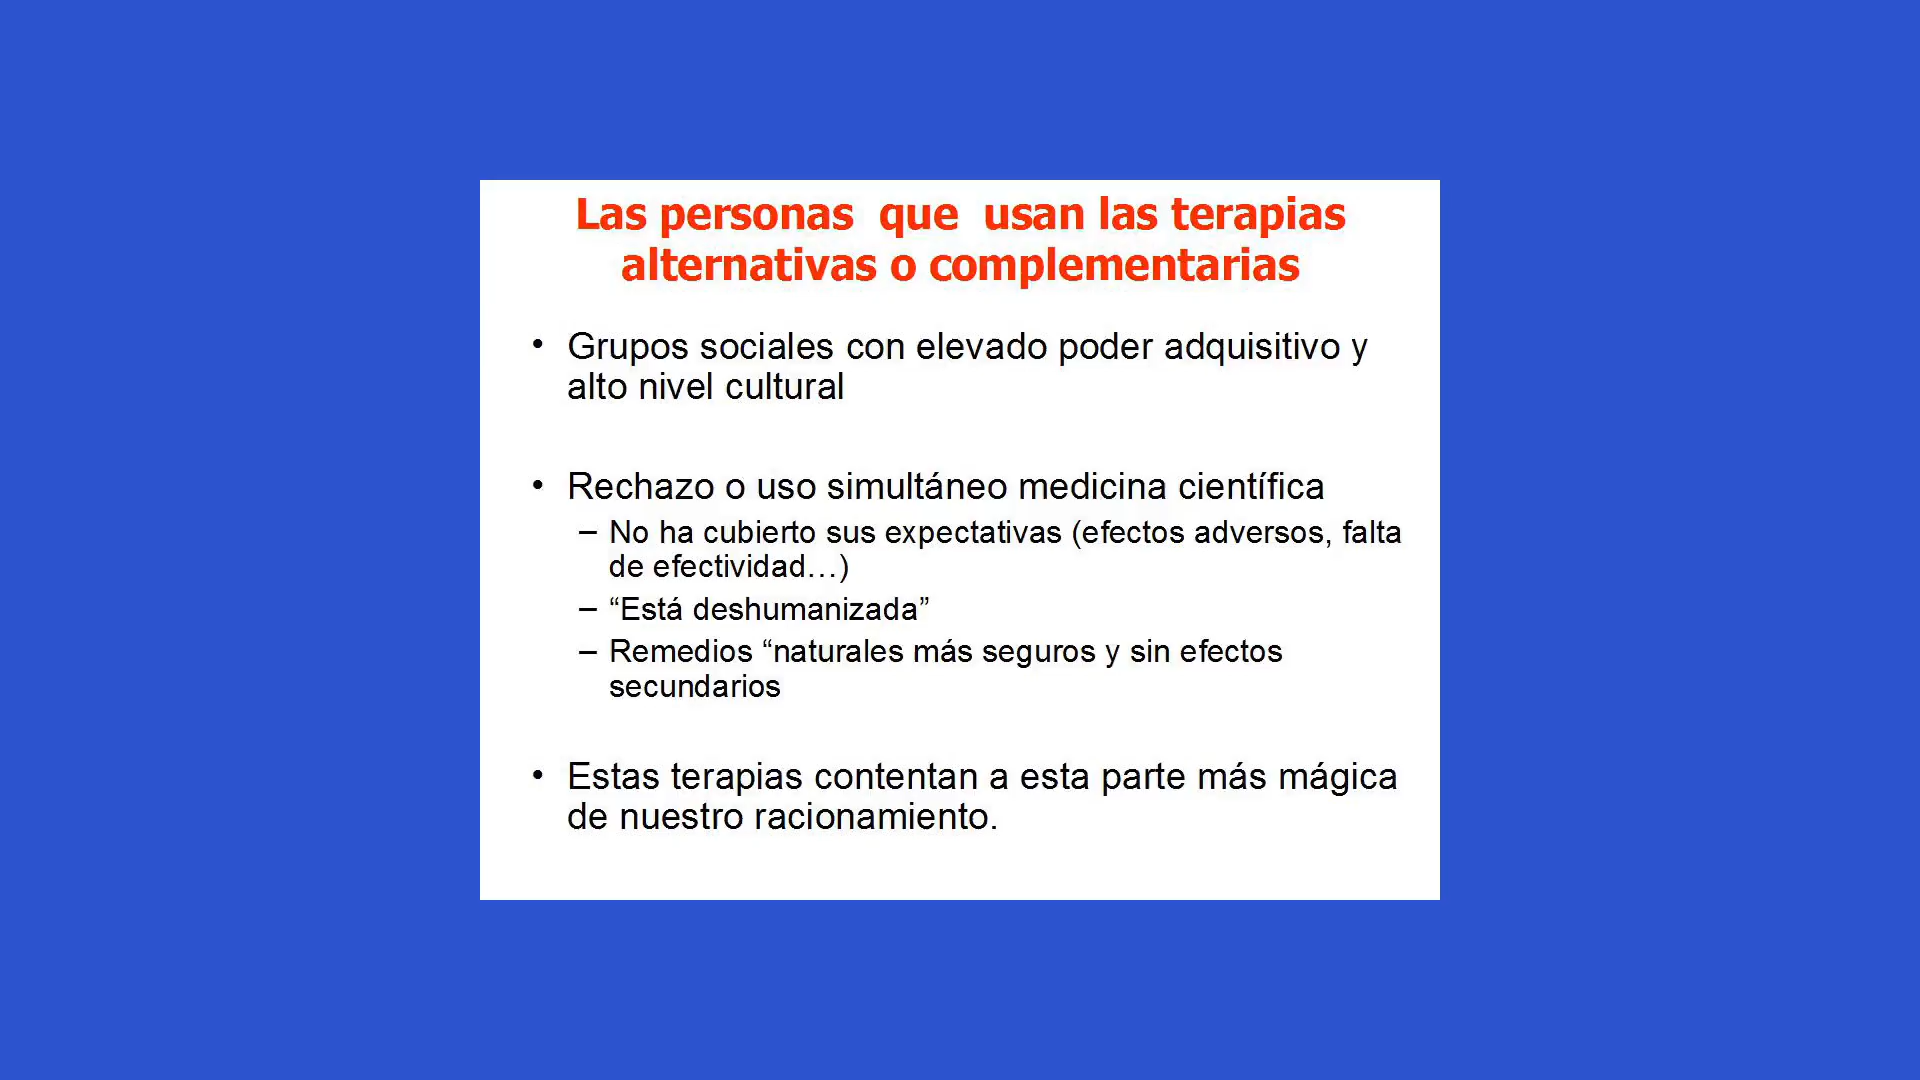 Las personas que usan las terapias
alternativas o complementarias
• Grupos sociales con elevado poder adquisitivo y
alto nivel cultural
• Rechazo o uso simultáneo medicina científica
– No ha cubierto sus expectativas (efectos adversos, falta
de efectividad…)
– “Está deshumanizada”
– Remedios “naturales más seguros y sin efectos
secundarios
• Estas terapias contentan a esta parte más mágica
de nuestro racionamiento.